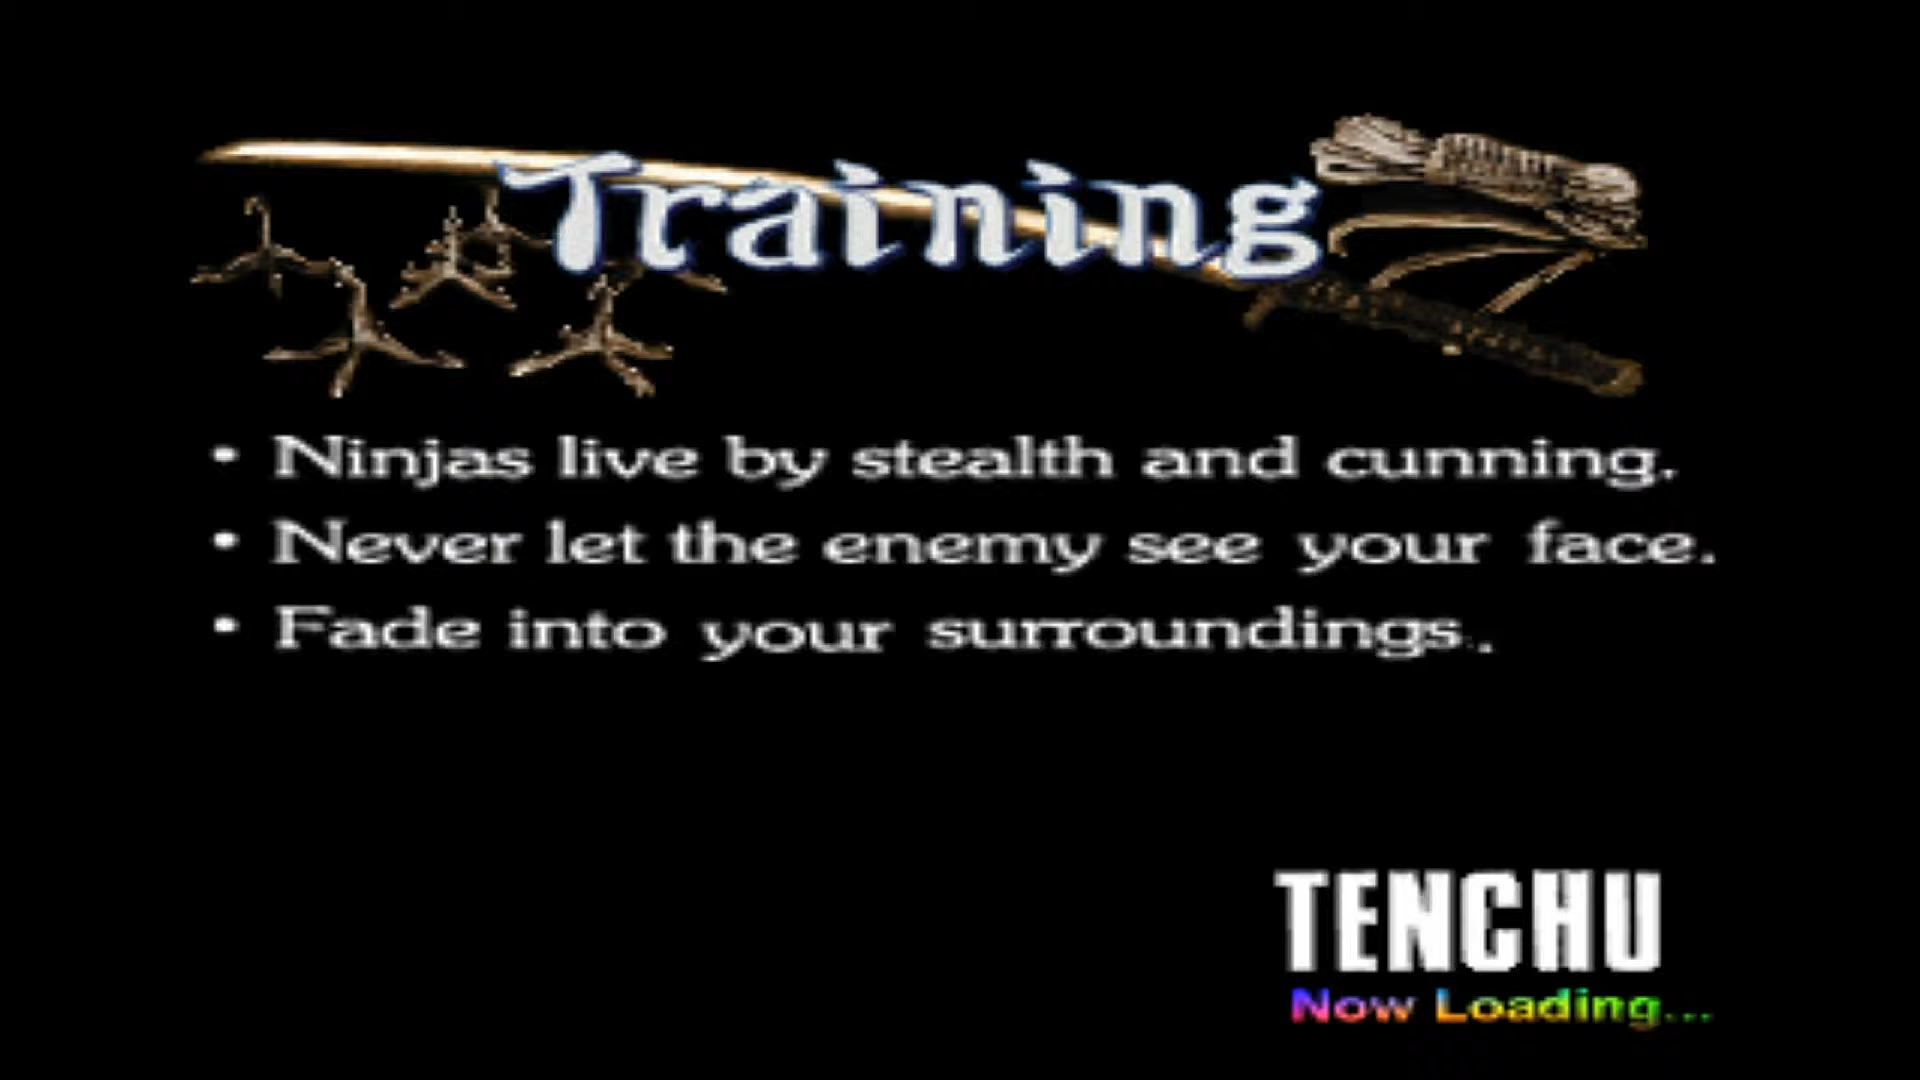 Training
• Ninjas live by stealth and cunning.
• Never let the enemy see your face.
• Fade into your surroundings.
TENCHU
Now Loading...